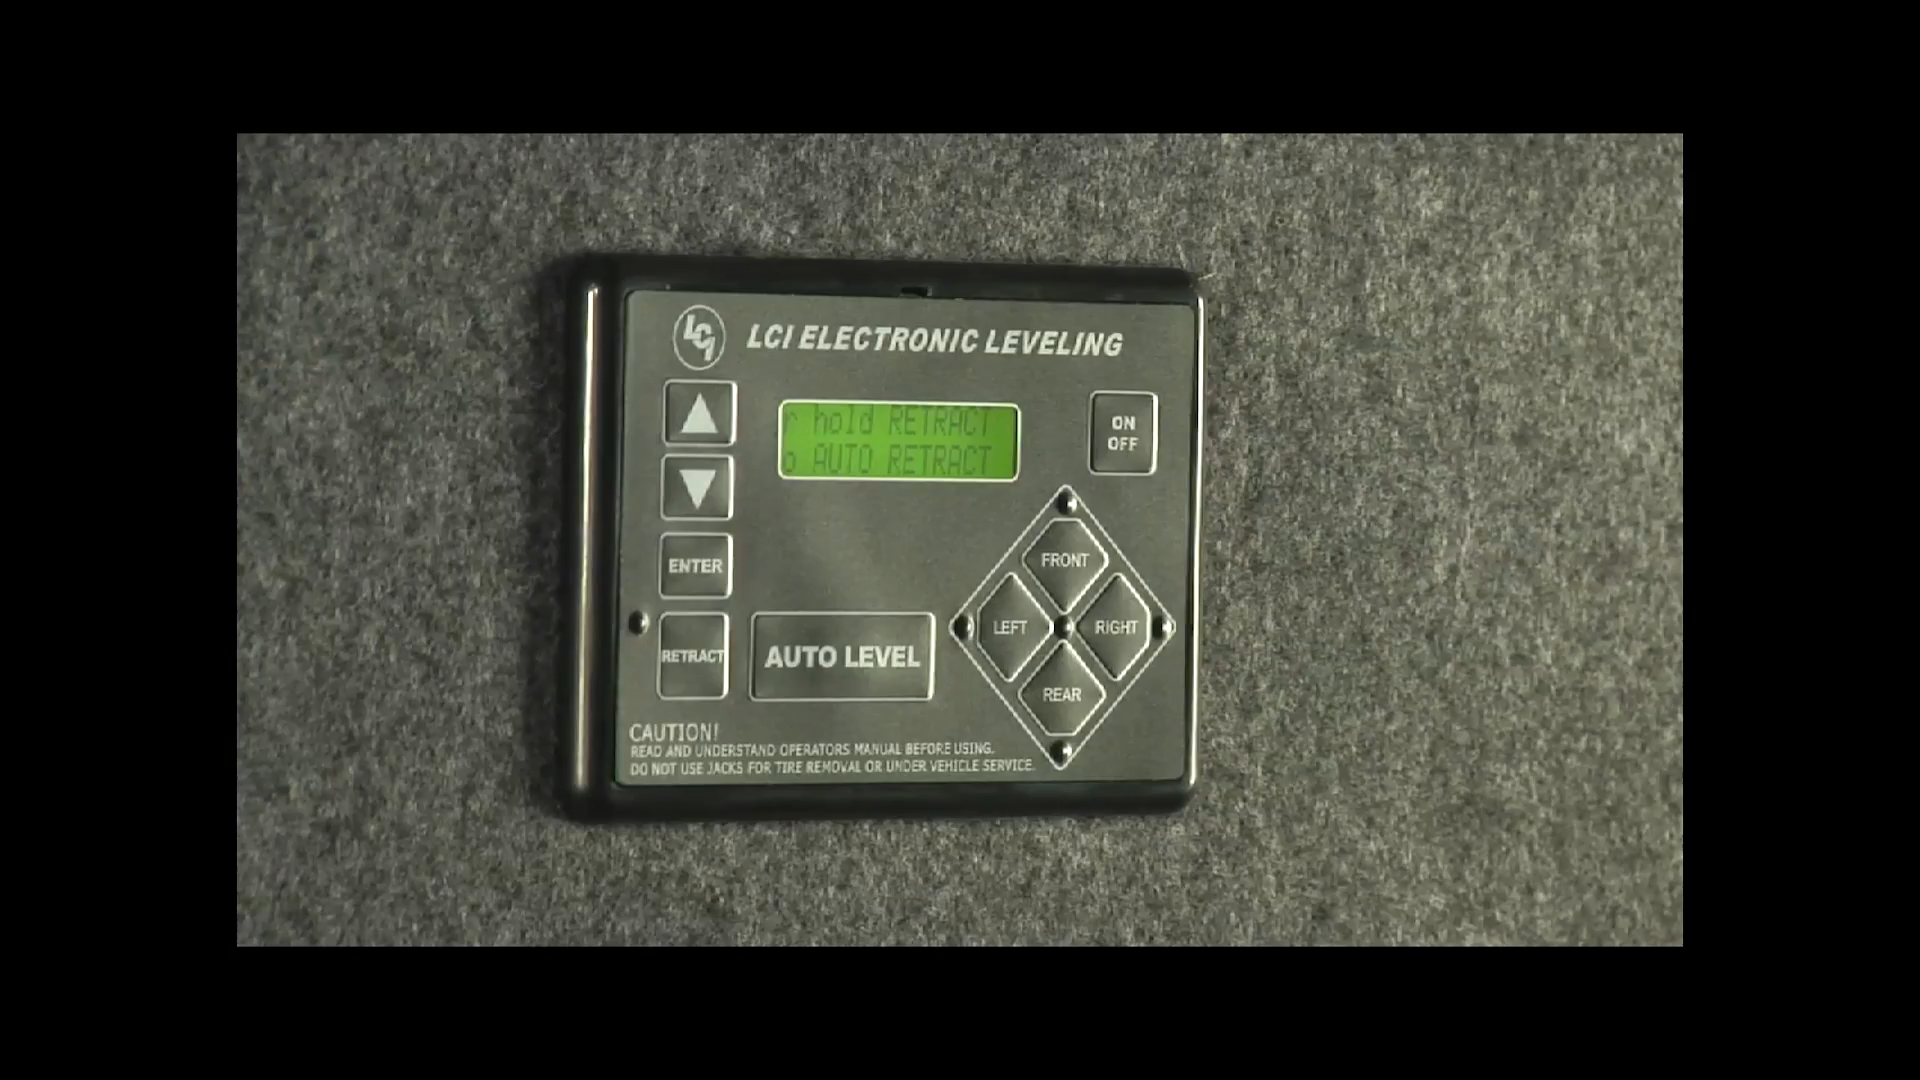 LCI
LCI ELECTRONIC LEVELING
r hold RETRACT
o AUTO RETRACT
ON
OFF
ENTER
RETRACT
AUTO LEVEL
FRONT
LEFT
RIGHT
REAR
CAUTION!
READ AND UNDERSTAND OPERATORS MANUAL BEFORE USING.
DO NOT USE JACKS FOR TIRE REMOVAL OR UNDER VEHICLE SERVICE.